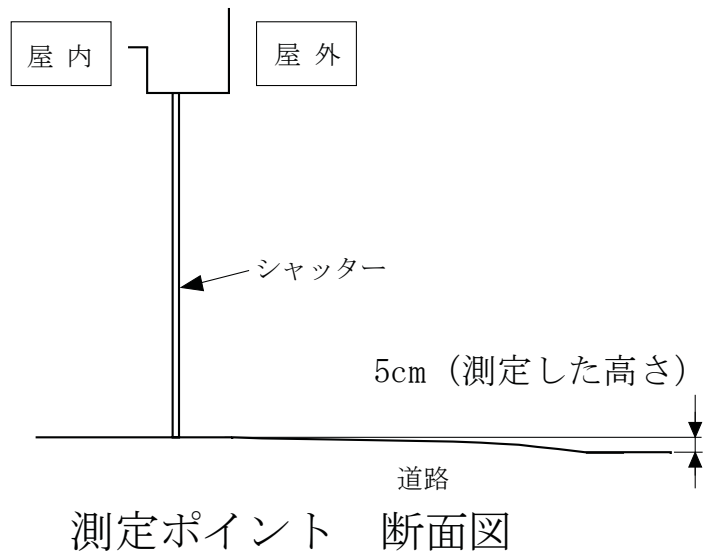 屋 内
屋 外
シャッター
5cm (測定した高さ)
道路
測定ポイント　断面図